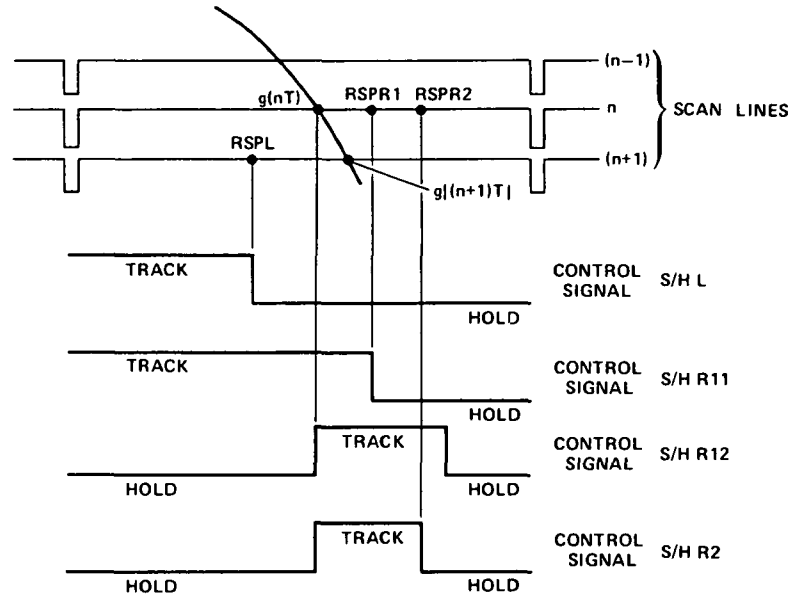 (n−1)
g(nT) RSPR1 RSPR2 n SCAN LINES
RSPL (n+1)
g|(n+1)T|
TRACK CONTROL SIGNAL S/H L
HOLD
TRACK CONTROL SIGNAL S/H R11
HOLD
TRACK CONTROL SIGNAL S/H R12
HOLD HOLD
TRACK CONTROL SIGNAL S/H R2
HOLD HOLD